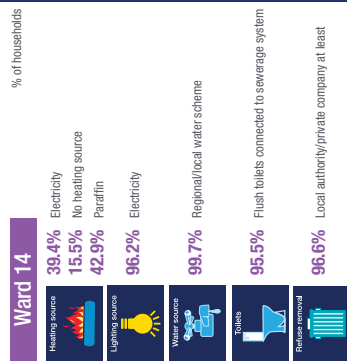 Ward 14
% of households
Heating source
39.4% Electricity
15.5% No heating source
42.9% Paraffin
Lighting source
96.2% Electricity
Water source
99.7% Regional/local water scheme
Toilets
95.5% Flush toilets connected to sewerage system
Refuse removal
96.6% Local authority/private company at least